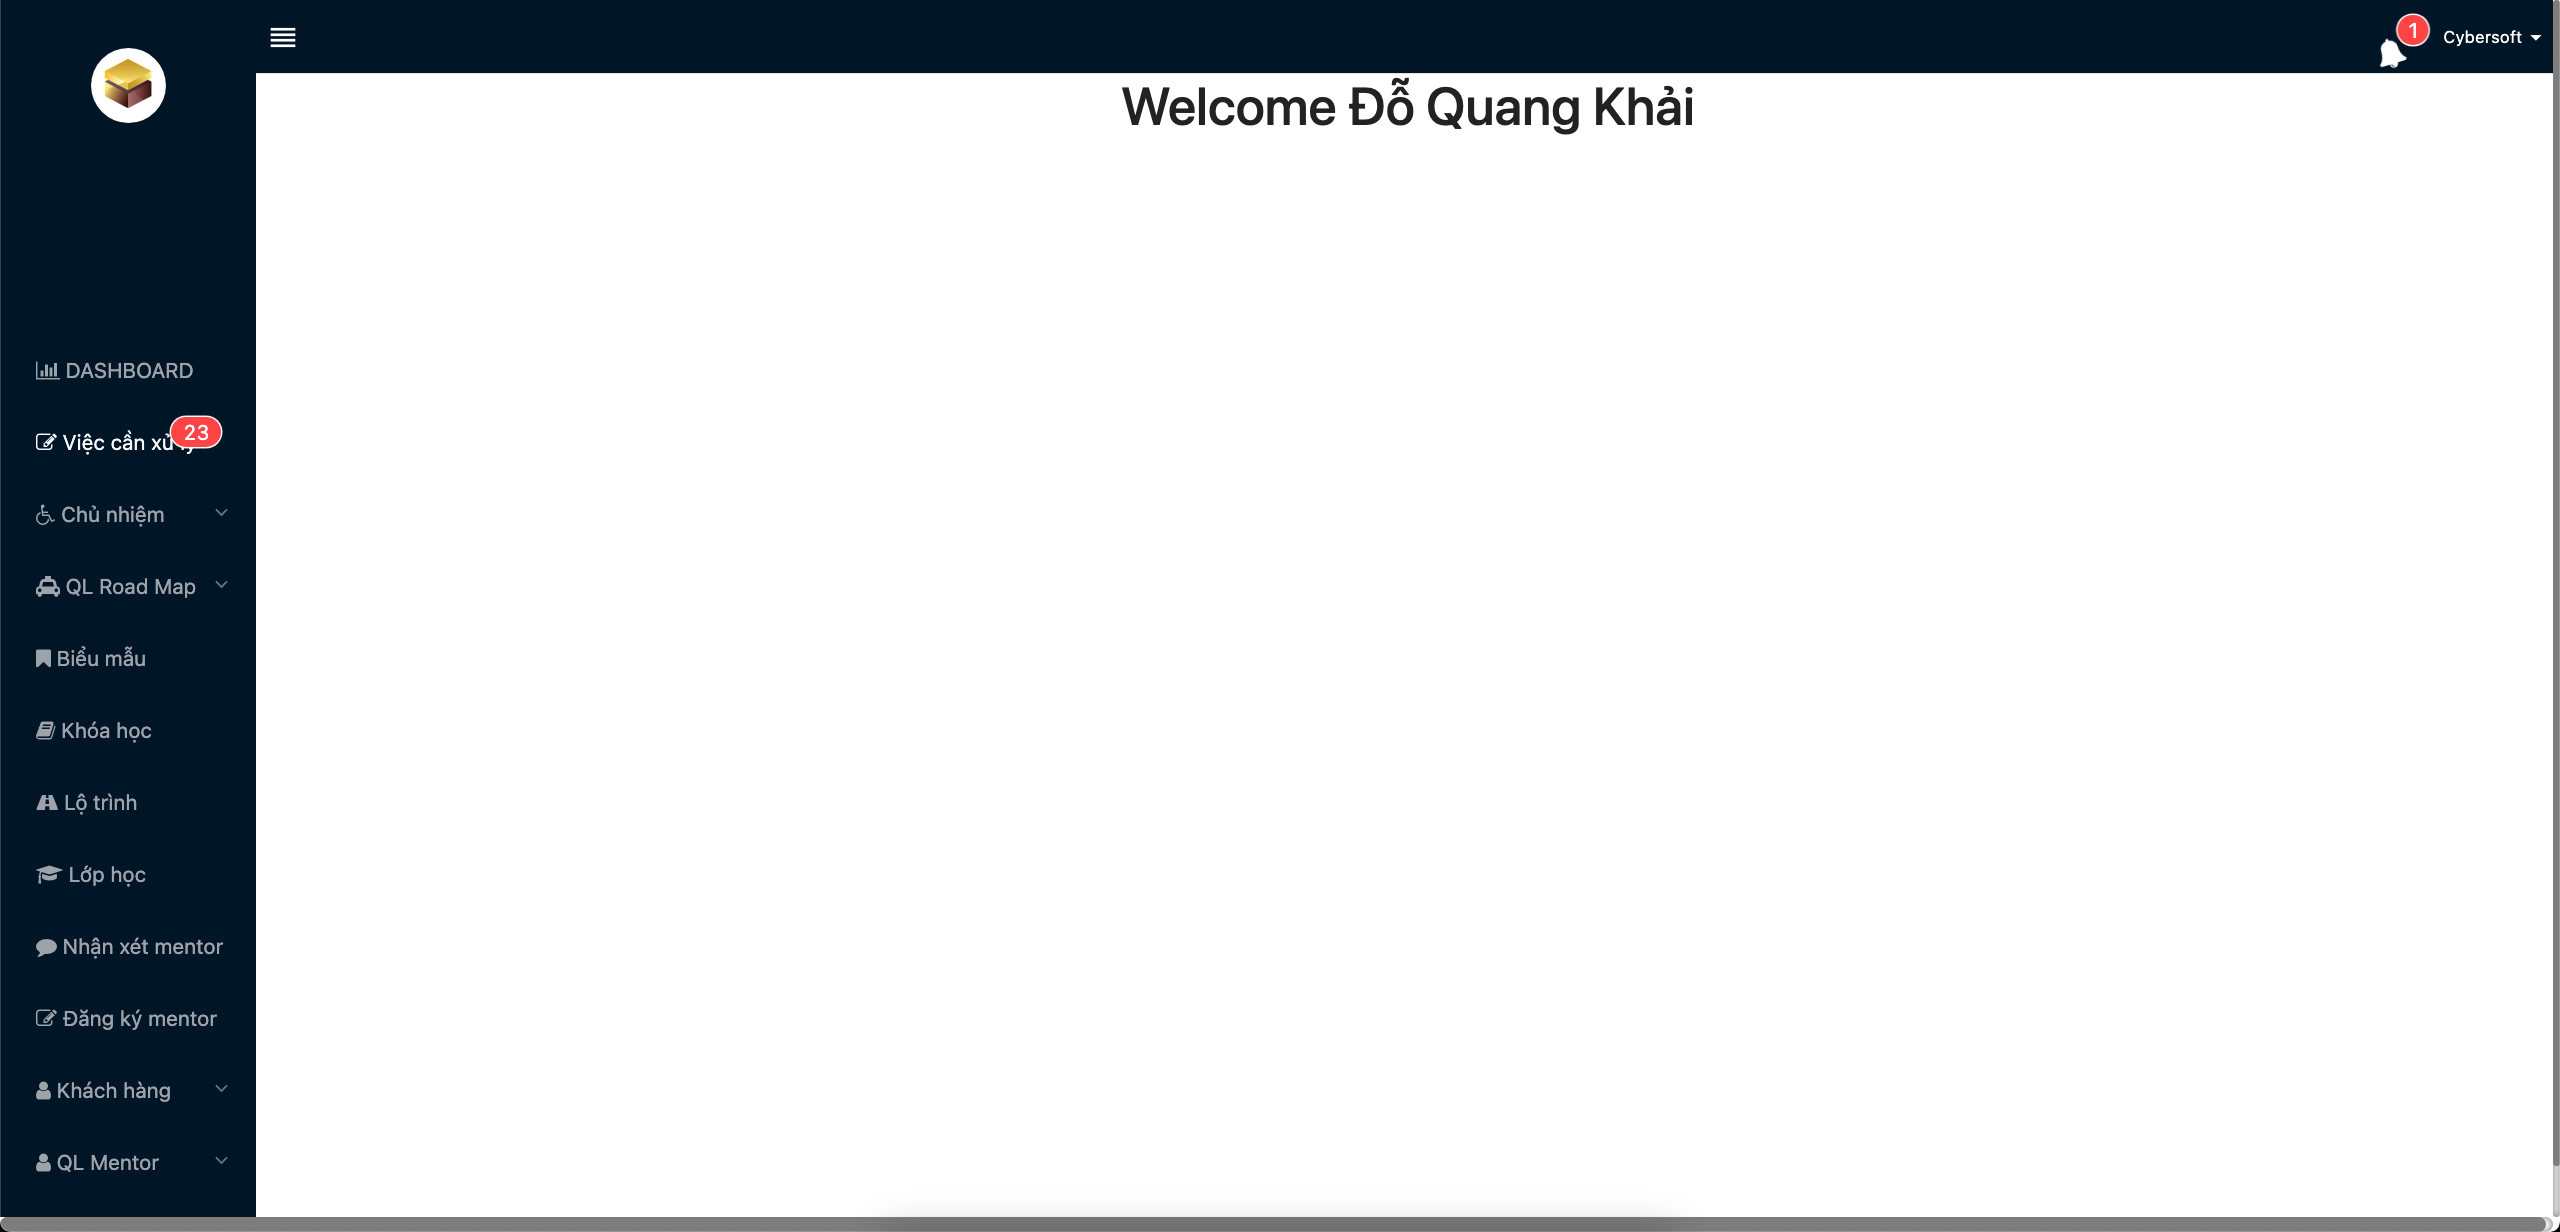 1
Cybersoft
Welcome Đỗ Quang Khải
DASHBOARD
Việc cần xử lý
23
Chủ nhiệm
QL Road Map
Biểu mẫu
Khóa học
Lộ trình
Lớp học
Nhận xét mentor
Đăng ký mentor
Khách hàng
QL Mentor